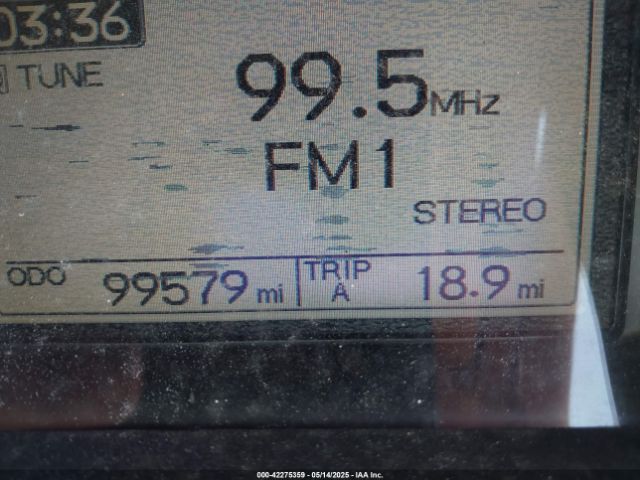 03:36
TUNE
99.5MHz
FM1
STEREO
ODO 99579 mi TRIP A 18.9 mi
000-42275359 - 05/14/2025 - IAA Inc.